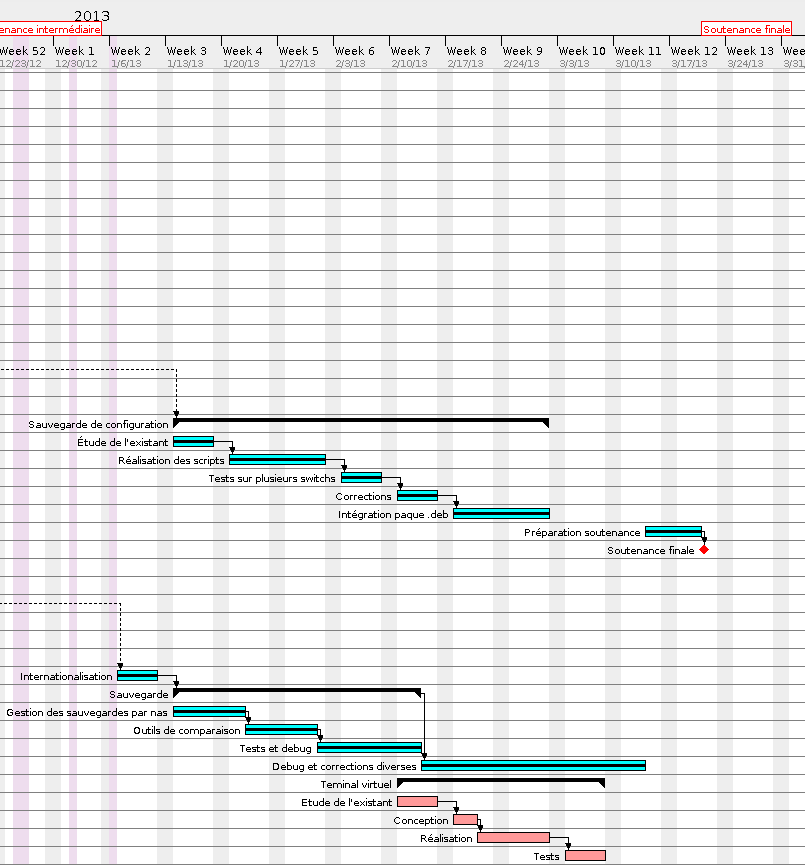 2013
enance intermédiaire
Soutenance finale
Week 52 Week 1 Week 2 Week 3 Week 4 Week 5 Week 6 Week 7 Week 8 Week 9 Week 10 Week 11 Week 12 Week 13 Wee
12/23/12 12/30/12 1/6/13 1/13/13 1/20/13 1/27/13 2/3/13 2/10/13 2/17/13 2/24/13 3/3/13 3/10/13 3/17/13 3/24/13 3/31
Sauvegarde de configuration
Étude de l'existant
Réalisation des scripts
Tests sur plusieurs switchs
Corrections
Intégration paque .deb
Préparation soutenance
Soutenance finale
Internationalisation
Sauvegarde
Gestion des sauvegardes par nas
Outils de comparaison
Tests et debug
Debug et corrections diverses
Teminal virtuel
Etude de l'existant
Conception
Réalisation
Tests